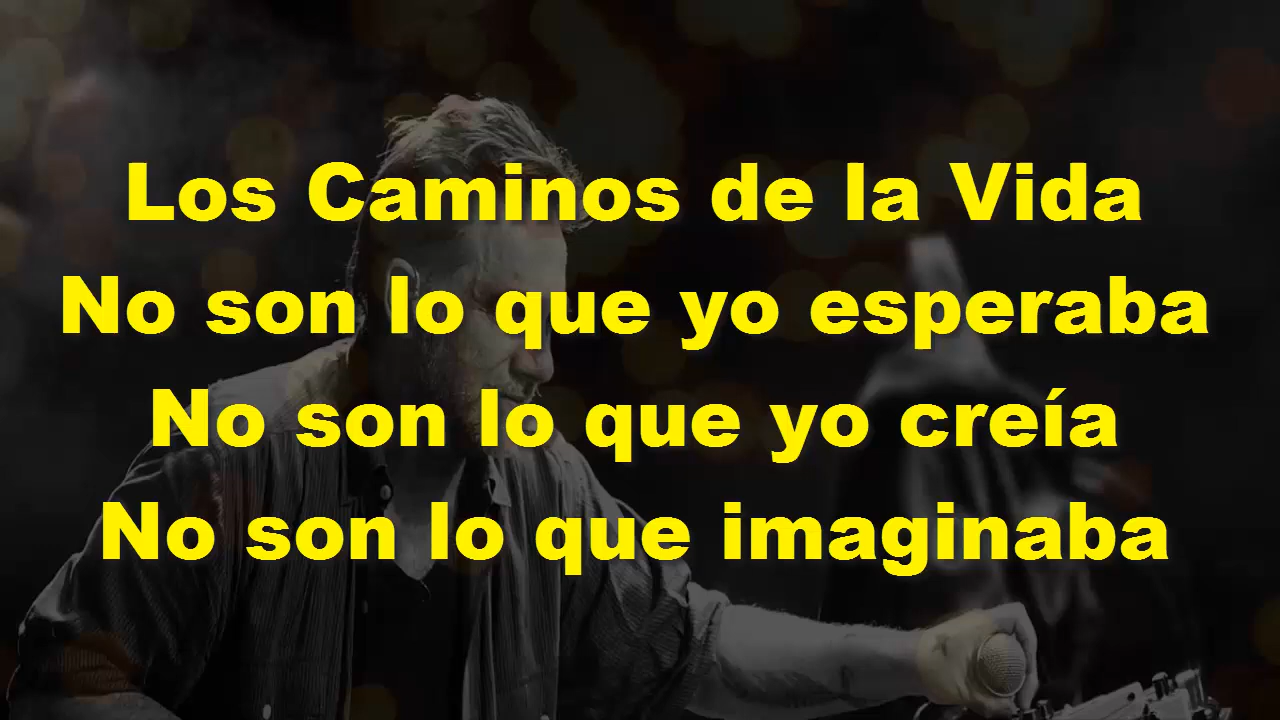 Los Caminos de la Vida
No son lo que yo esperaba
No son lo que yo creía
No son lo que imaginaba